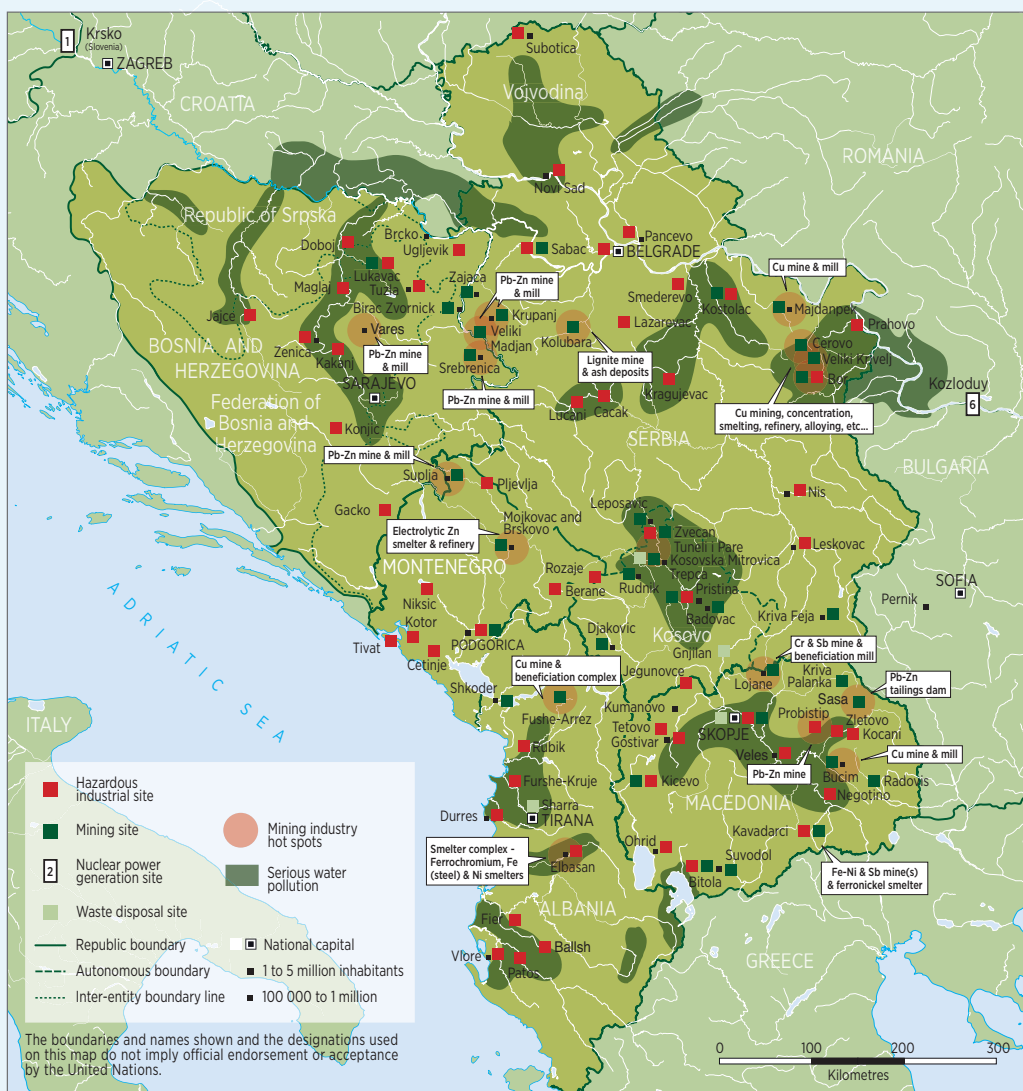 1
Krsko
(Slovenia)
ZAGREB
Subotica
Vojvodina
CROATIA
ROMANIA
Novi Sad
Republic of Srpska
Brcko
Doboj
Ugljevik
Pancevo
Sabac
BELGRADE
Lukavac
Tuzla
Zajaca
Pb-Zn mine
& mill
Cu mine & mill
Maglaj
Birac Zvornick
Krupanj
Smederevo
Kostolac
Majdanpek
Jajce
Vares
Veliki
Madjan
Kolubara
Lazarevac
Prahovo
Zenica
Kakanj
Pb-Zn mine
& mill
Srebrenica
Lignite mine
& ash deposits
Cerovo
Veliki Krivelj
Bor
BOSNIA AND
HERZEGOVINA
SARAJEVO
Pb-Zn mine & mill
Lucani
Cacak
Kragujevac
Kozloduy
6
Cu mining, concentration,
smelting, refinery, alloying, etc...
Federation of
Bosnia and
Herzegovina
Konjic
SERBIA
Pb-Zn mine & mill
Suplja
Pljevlja
BULGARIA
Nis
Gacko
Leposavic
Mojkovac and
Brskovo
Electrolytic Zn
smelter & refinery
Zvecan
Tuneli i Pare
Kosovska Mitrovica
Trepca
Leskovac
MONTENEGRO
Rozaje
Berane
Rudnik
Pristina
Badovac
SOFIA
Pernik
Niksic
Kotor
Tivat
Cetinje
PODGORICA
Djakovic
Kosovo
Gnjilan
Kriva Feja
ADRIATIC SEA
Cr & Sb mine &
beneficiation mill
Cu mine &
beneficiation complex
Jegunovce
Lojane
Kriva
Palanka
Pb-Zn
tailings dam
Shkoder
Fushe-Arrez
Kumanovo
Sasa
ITALY
Tetovo
Gostivar
SKOPJE
Probistip
Zletovo
Kocani
Rubik
Veles
Cu mine & mill
Pb-Zn mine
Bucim
Radovis
Furshe-Kruje
Kicevo
Negotino
Sharra
TIRANA
MACEDONIA
Durres
Kavadarci
Smelter complex -
Ferrochromium, Fe
(steel) & Ni smelters
Elbasan
Ohrid
Bitola
Suvodol
Fe-Ni & Sb mine(s)
& ferronickel smelter
ALBANIA
Fier
Ballsh
Vlore
Patos
GREECE
Hazardous
industrial site
Mining site
Mining industry
hot spots
2
Nuclear power
generation site
Serious water
pollution
Waste disposal site
Republic boundary
National capital
Autonomous boundary
1 to 5 million inhabitants
Inter-entity boundary line
100 000 to 1 million
The boundaries and names shown and the designations used
on this map do not imply official endorsement or acceptance
by the United Nations.
0 100 200 300
Kilometres